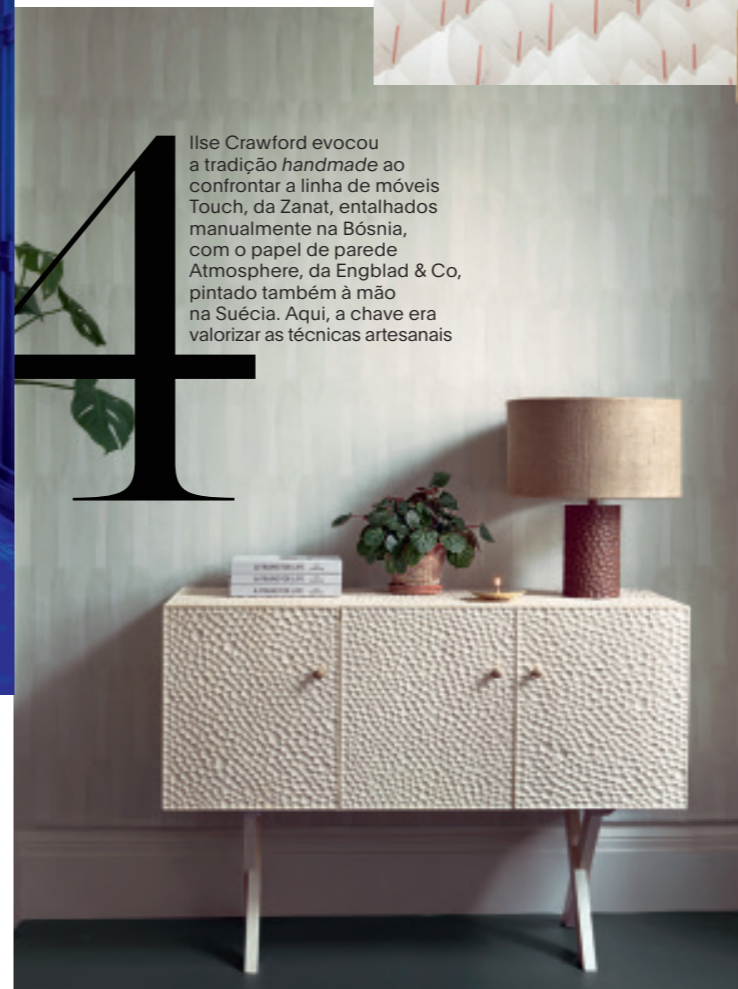 4
Ilse Crawford evocou
a tradição handmade ao
confrontar a linha de móveis
Touch, da Zanat, entalhados
manualmente na Bósnia,
com o papel de parede
Atmosphere, da Engblad & Co,
pintado também à mão
na Suécia. Aqui, a chave era
valorizar as técnicas artesanais